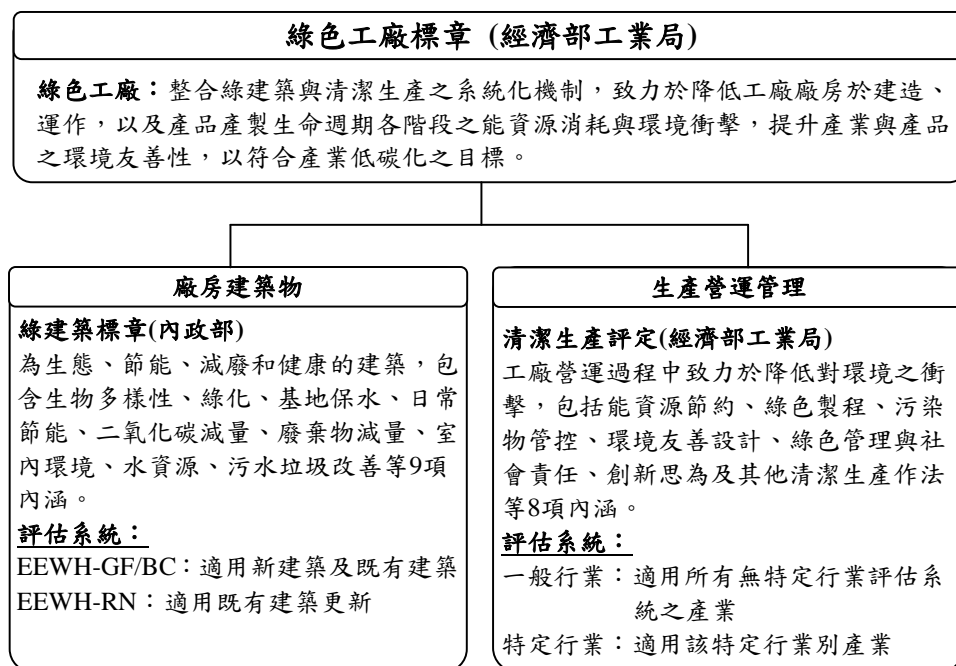 綠色工廠標章 (經濟部工業局)
綠色工廠：整合綠建築與清潔生產之系統化機制，致力於降低工廠廠房於建造、
運作，以及產品產製生命週期各階段之能資源消耗與環境衝擊，提升產業與產品
之環境友善性，以符合產業低碳化之目標。
廠房建築物
綠建築標章(內政部)
為生態、節能、減廢和健康的建築，包
含生物多樣性、綠化、基地保水、日常
節能、二氧化碳減量、廢棄物減量、室
內環境、水資源、污水垃圾改善等9項
內涵。
評估系統：
EEWH-GF/BC：適用新建築及既有建築
EEWH-RN：適用既有建築更新
生產營運管理
清潔生產評定(經濟部工業局)
工廠營運過程中致力於降低對環境之衝
擊，包括能資源節約、綠色製程、污染
物管控、環境友善設計、綠色管理與社
會責任、創新思為及其他清潔生產作法
等8項內涵。
評估系統：
一般行業：適用所有無特定行業評估系
統之產業
特定行業：適用該特定行業別產業